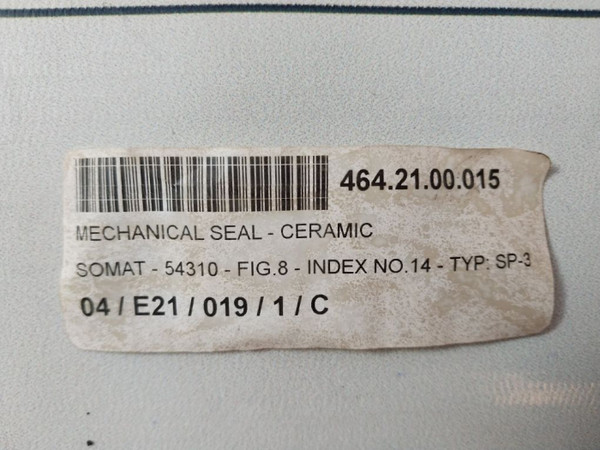 464.21.00.015
MECHANICAL SEAL - CERAMIC
SOMAT - 54310 - FIG.8 - INDEX NO.14 - TYP: SP-3
04 / E21 / 019 / 1 / C